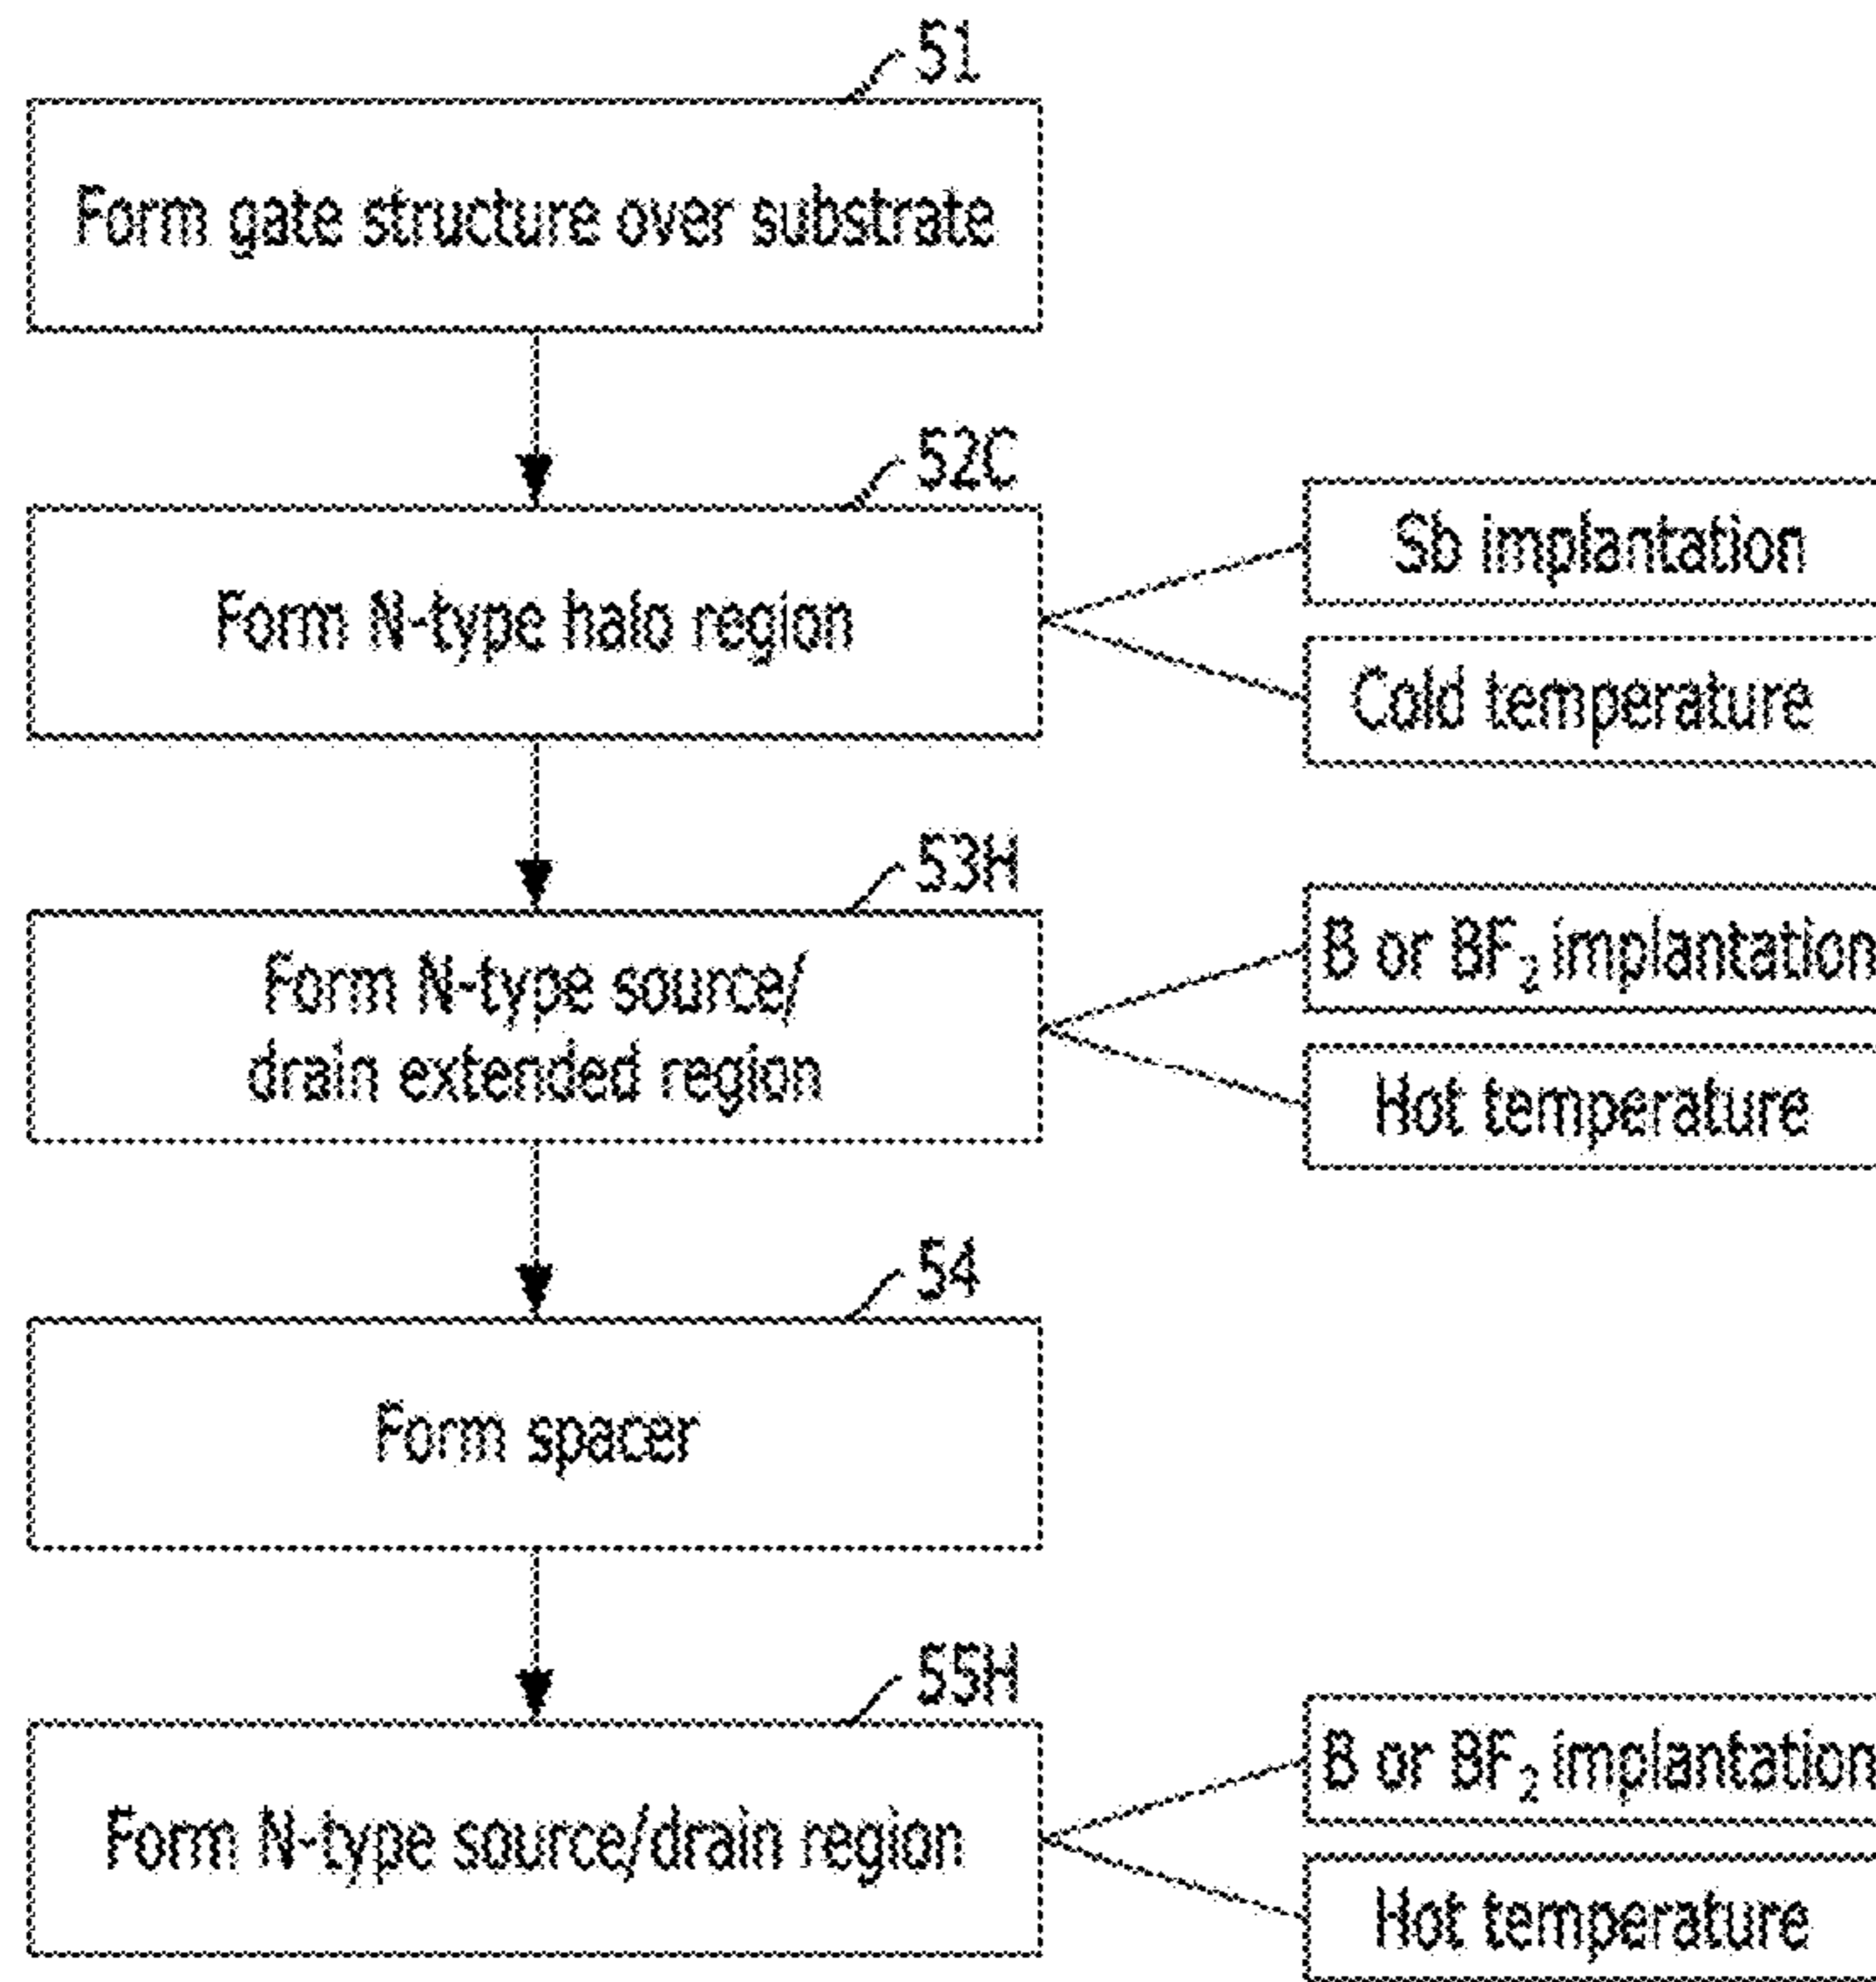 51
Form gate structure over substrate
52C
Form N-type halo region
Sb implantation
Cold temperature
53H
Form N-type source/
drain extended region
B or BF₂ implantation
Hot temperature
54
Form spacer
55H
Form N-type source/drain region
B or BF₂ implantation
Hot temperature